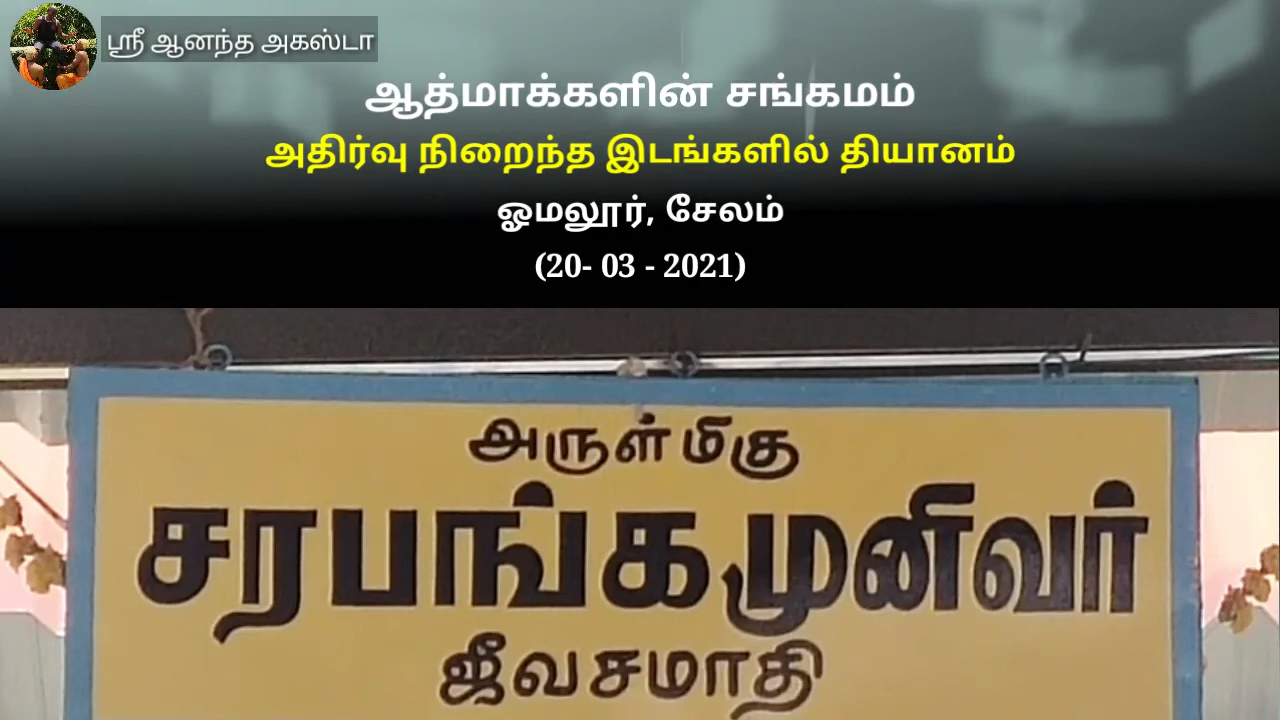 ஸ்ரீ ஆனந்த அகஸ்டா
ஆத்மாக்களின் சங்கமம்
அதிர்வு நிறைந்த இடங்களில் தியானம்
ஓமலூர், சேலம்
(20- 03 - 2021)
அருள்மிகு
சரபங்கமுனிவர்
ஜீவசமாதி